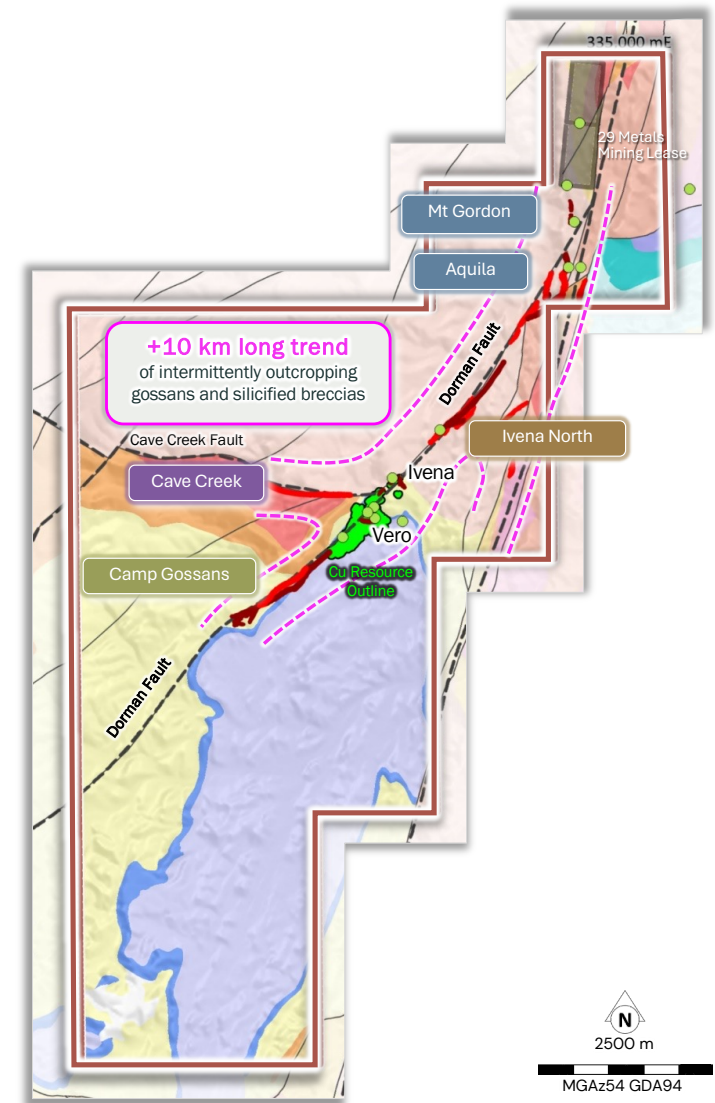 335 000 mE
29 Metals
Mining Lease
Mt Gordon
Aquila
+10 km long trend
of intermittently outcropping
gossans and silicified breccias
Dorman Fault
Cave Creek Fault
Ivena North
Ivena
Cave Creek
Vero
Camp Gossans
Cu Resource
Outline
Dorman Fault
N
2500 m
MGAz54 GDA94